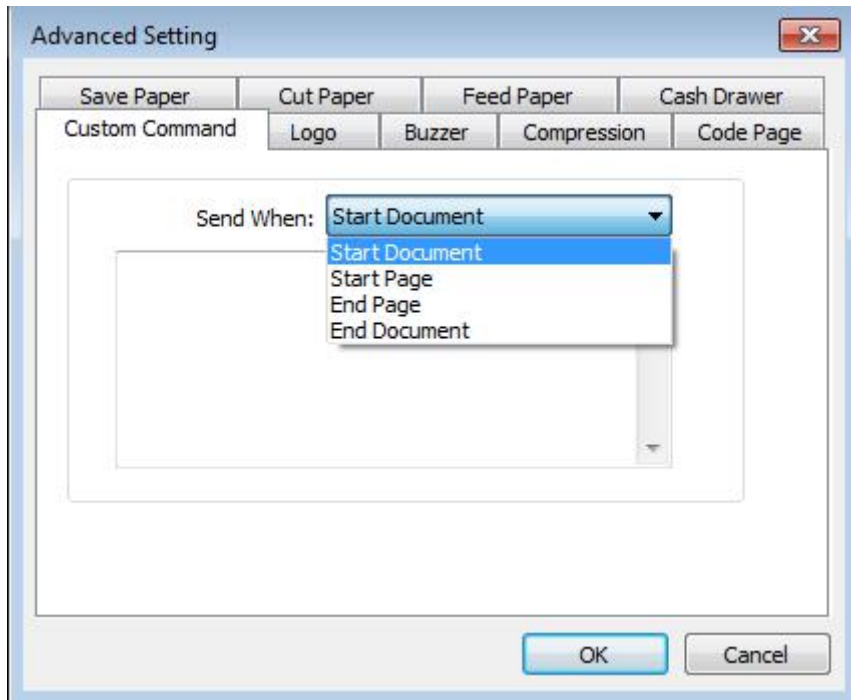 Advanced Setting
Save Paper Cut Paper Feed Paper Cash Drawer
Custom Command Logo Buzzer Compression Code Page
Send When: Start Document
Start Document
Start Page
End Page
End Document
OK Cancel